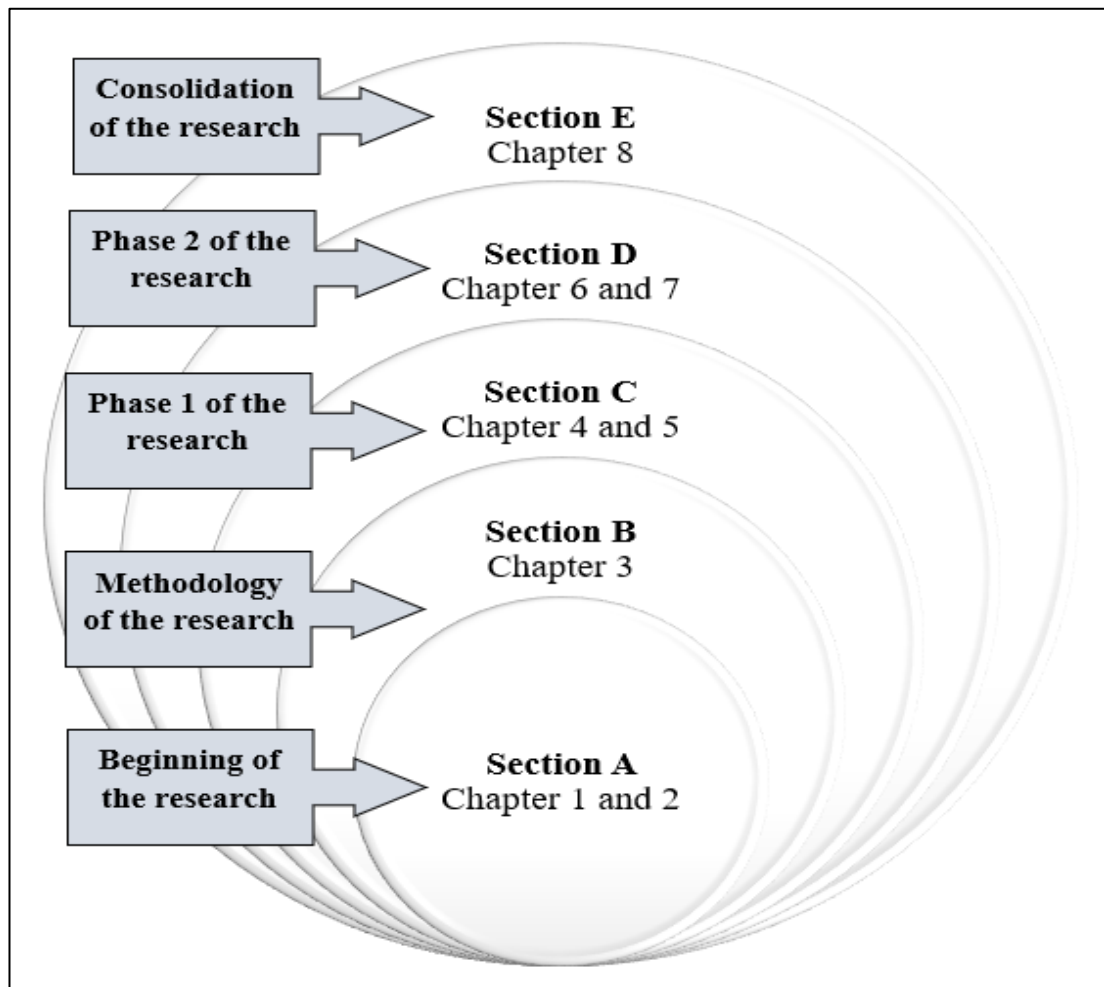 Consolidation
of the research
Section E
Chapter 8
Phase 2 of the
research
Section D
Chapter 6 and 7
Phase 1 of the
research
Section C
Chapter 4 and 5
Methodology
of the research
Section B
Chapter 3
Beginning of
the research
Section A
Chapter 1 and 2